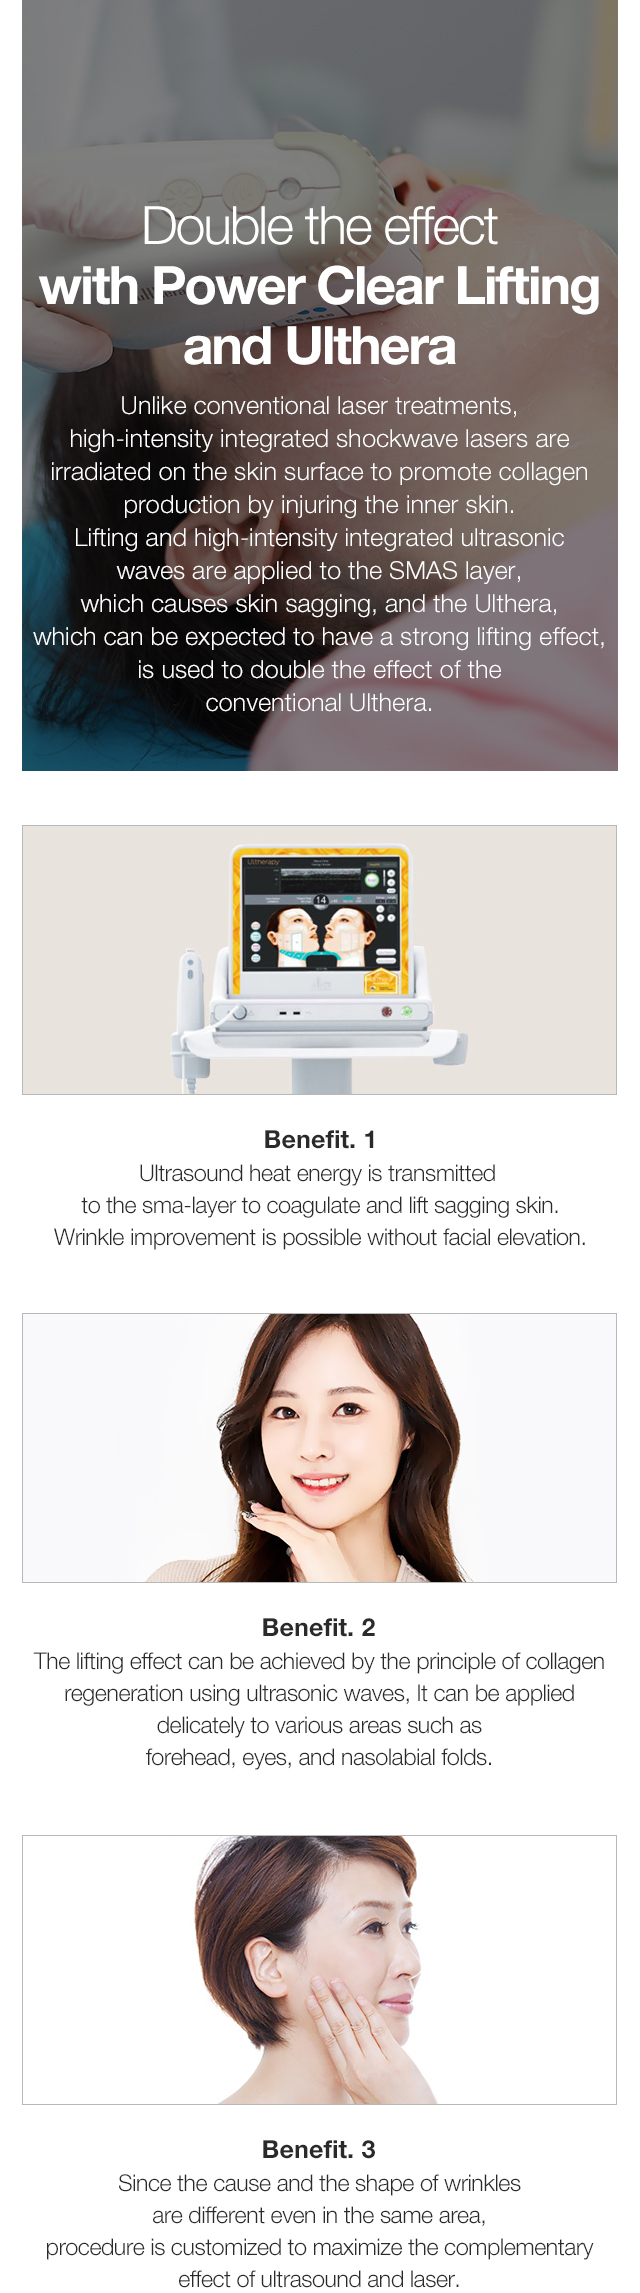 Double the effect
with Power Clear Lifting
and Ulthera
Unlike conventional laser treatments,
high-intensity integrated shockwave lasers are
irradiated on the skin surface to promote collagen
production by injuring the inner skin.
Lifting and high-intensity integrated ultrasonic
waves are applied to the SMAS layer,
which causes skin sagging, and the Ulthera,
which can be expected to have a strong lifting effect,
is used to double the effect of the
conventional Ulthera.
Ultherapy
14
Benefit. 1
Ultrasound heat energy is transmitted
to the sma-layer to coagulate and lift sagging skin.
Wrinkle improvement is possible without facial elevation.
Benefit. 2
The lifting effect can be achieved by the principle of collagen
regeneration using ultrasonic waves, It can be applied
delicately to various areas such as
forehead, eyes, and nasolabial folds.
Benefit. 3
Since the cause and the shape of wrinkles
are different even in the same area,
procedure is customized to maximize the complementary
effect of ultrasound and laser.